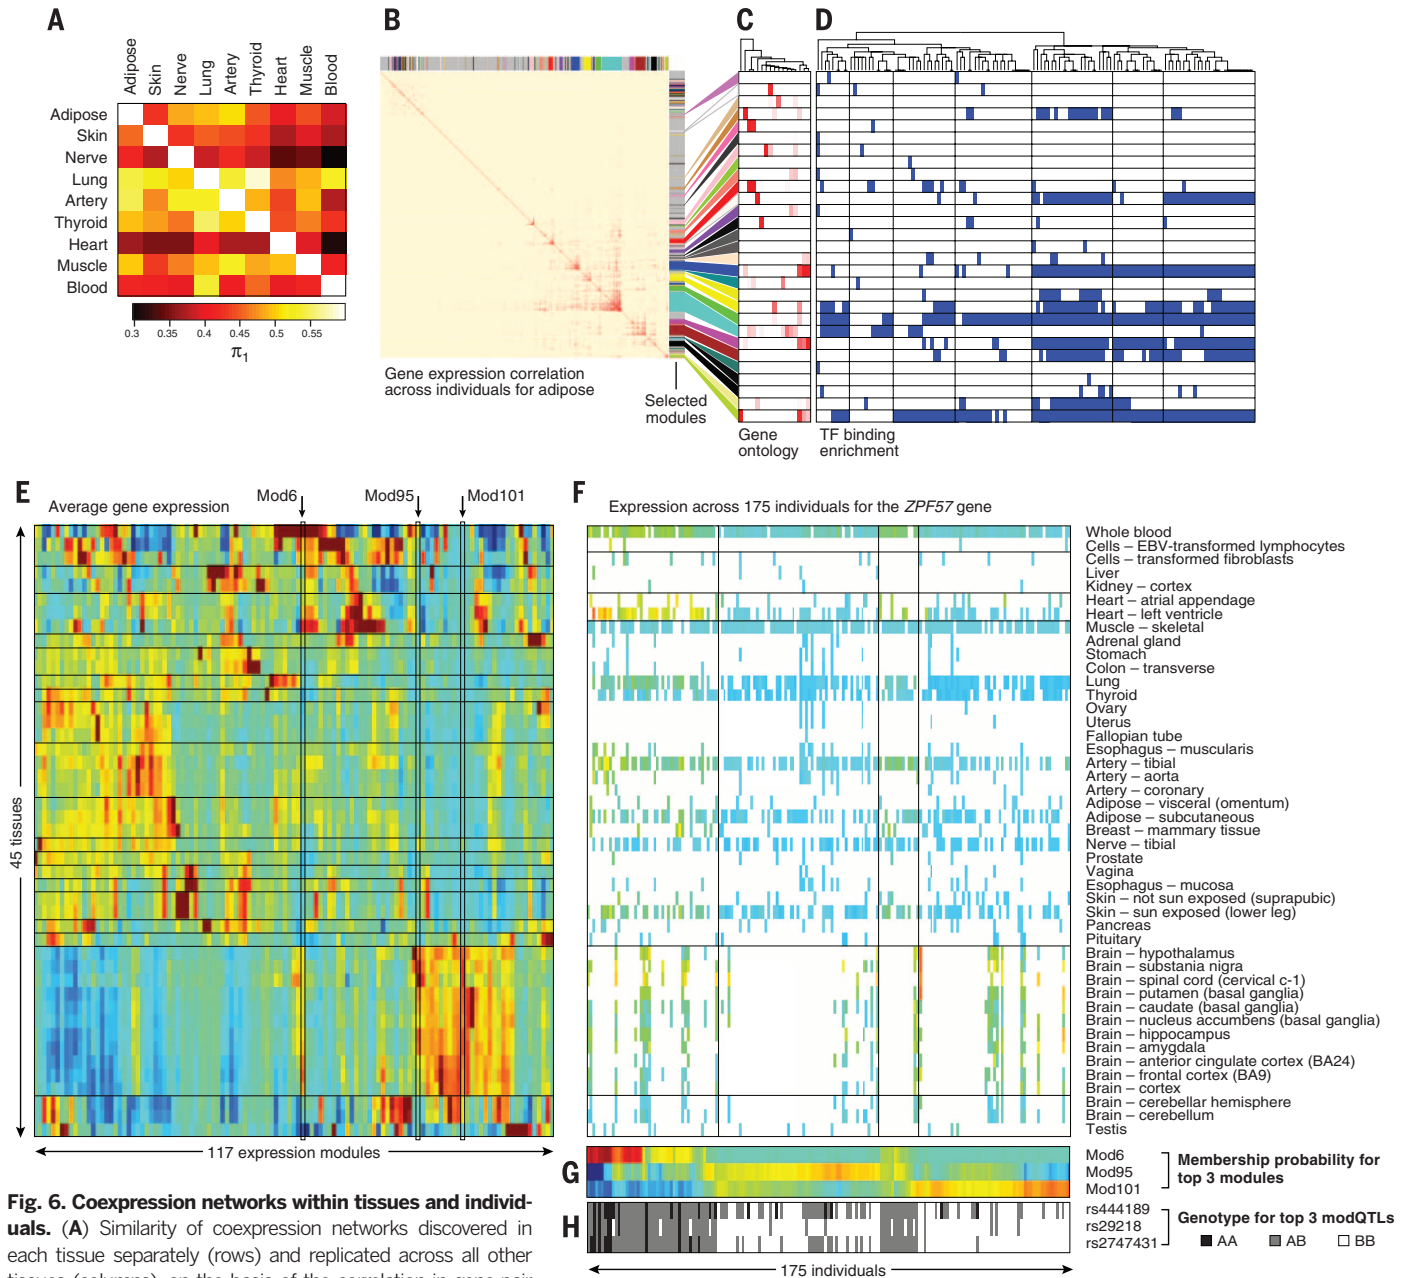 A
B
C
D
Adipose
Skin
Nerve
Lung
Artery
Thyroid
Heart
Muscle
Blood
Adipose
Skin
Nerve
Lung
Artery
Thyroid
Heart
Muscle
Blood
0.3 0.35 0.4 0.45 0.5 0.55
π1
Gene expression correlation
across individuals for adipose
Selected
modules
Gene
ontology
TF binding
enrichment
E
Average gene expression
Mod6
Mod95
Mod101
45 tissues
117 expression modules
F
Expression across 175 individuals for the ZPF57 gene
Whole blood
Cells – EBV-transformed lymphocytes
Cells – transformed fibroblasts
Liver
Kidney – cortex
Heart – atrial appendage
Heart – left ventricle
Muscle – skeletal
Adrenal gland
Stomach
Colon – transverse
Lung
Thyroid
Ovary
Uterus
Fallopian tube
Esophagus – muscularis
Artery – tibial
Artery – aorta
Artery – coronary
Adipose – visceral (omentum)
Adipose – subcutaneous
Breast – mammary tissue
Nerve – tibial
Prostate
Vagina
Esophagus – mucosa
Skin – not sun exposed (suprapubic)
Skin – sun exposed (lower leg)
Pancreas
Pituitary
Brain – hypothalamus
Brain – substania nigra
Brain – spinal cord (cervical c-1)
Brain – putamen (basal ganglia)
Brain – caudate (basal ganglia)
Brain – nucleus accumbens (basal ganglia)
Brain – hippocampus
Brain – amygdala
Brain – anterior cingulate cortex (BA24)
Brain – frontal cortex (BA9)
Brain – cortex
Brain – cerebellar hemisphere
Brain – cerebellum
Testis
G
Mod6
Mod95
Mod101
Membership probability for
top 3 modules
H
rs444189
rs29218
rs2747431
Genotype for top 3 modQTLs
AA AB BB
175 individuals
Fig. 6. Coexpression networks within tissues and individ-
uals. (A) Similarity of coexpression networks discovered in
each tissue separately (rows) and replicated across all other
tissues (columns), on the basis of the correlation in gene pair